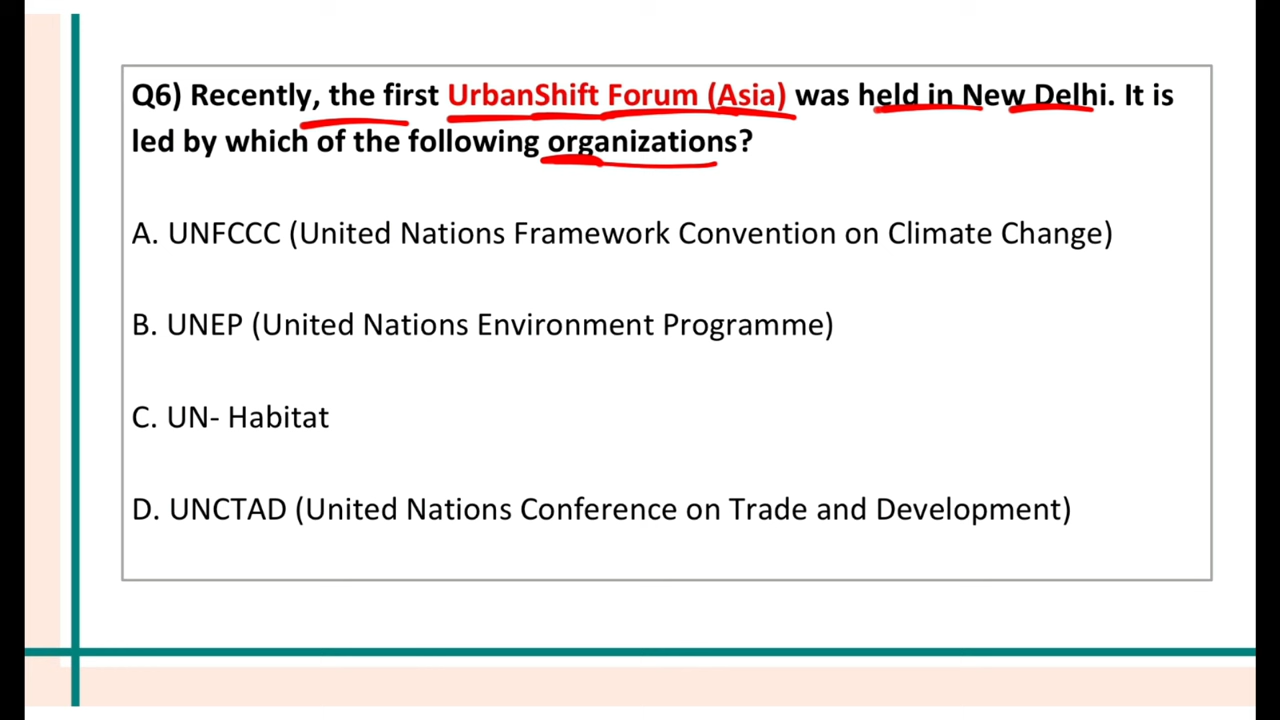 Q6) Recently, the first UrbanShift Forum (Asia) was held in New Delhi. It is
led by which of the following organizations?
A. UNFCCC (United Nations Framework Convention on Climate Change)
B. UNEP (United Nations Environment Programme)
C. UN- Habitat
D. UNCTAD (United Nations Conference on Trade and Development)